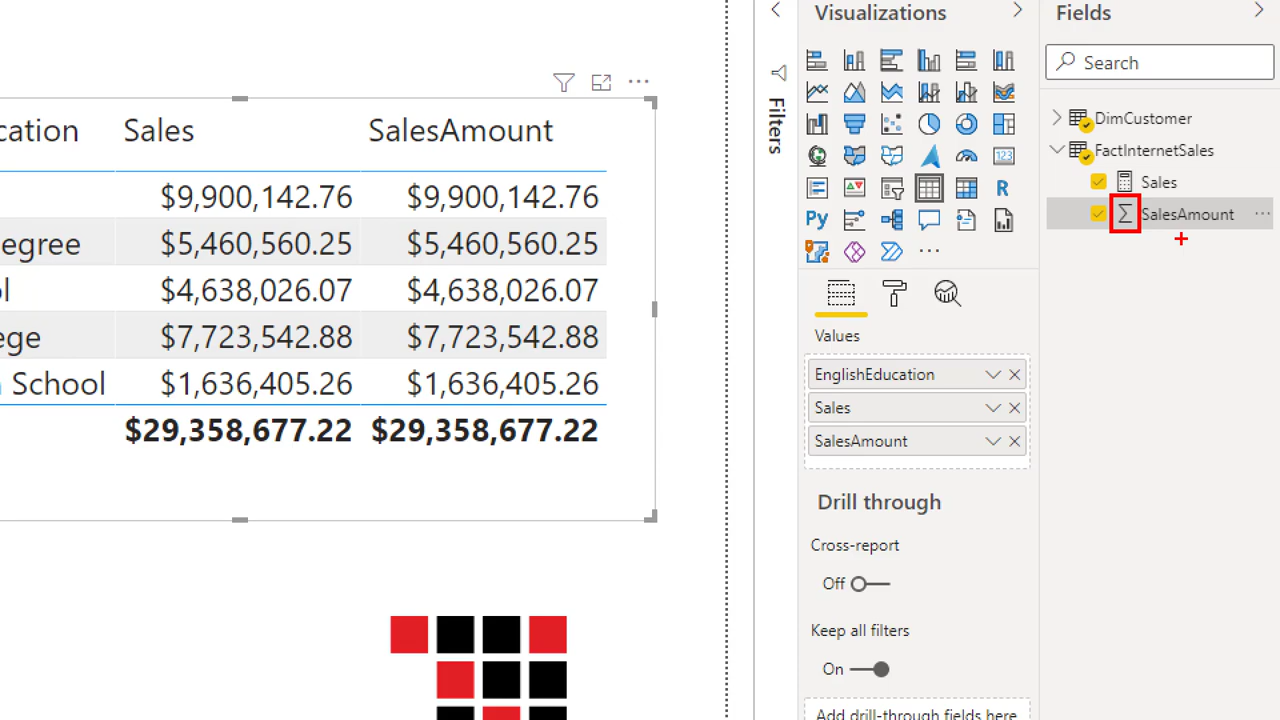 Visualizations
Fields
Search
Filters
DimCustomer
FactInternetSales
Sales
SalesAmount
cation Sales SalesAmount
$9,900,142.76 $9,900,142.76
egree $5,460,560.25 $5,460,560.25
ol $4,638,026.07 $4,638,026.07
ege $7,723,542.88 $7,723,542.88
School $1,636,405.26 $1,636,405.26
$29,358,677.22 $29,358,677.22
123
R
Py
Values
EnglishEducation
Sales
SalesAmount
Drill through
Cross-report
Off
Keep all filters
On
Add drill-through fields here